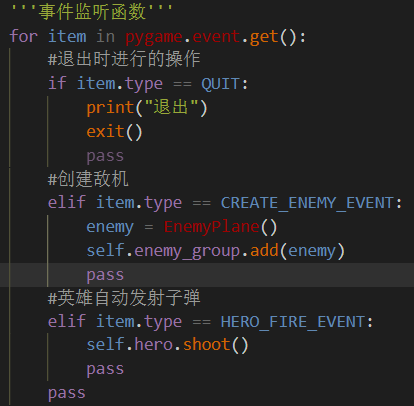 '''事件监听函数'''
for item in pygame.event.get():
    #退出时进行的操作
    if item.type == QUIT:
        print("退出")
        exit()
        pass
    #创建敌机
    elif item.type == CREATE_ENEMY_EVENT:
        enemy = EnemyPlane()
        self.enemy_group.add(enemy)
        pass
    #英雄自动发射子弹
    elif item.type == HERO_FIRE_EVENT:
        self.hero.shoot()
        pass
    pass